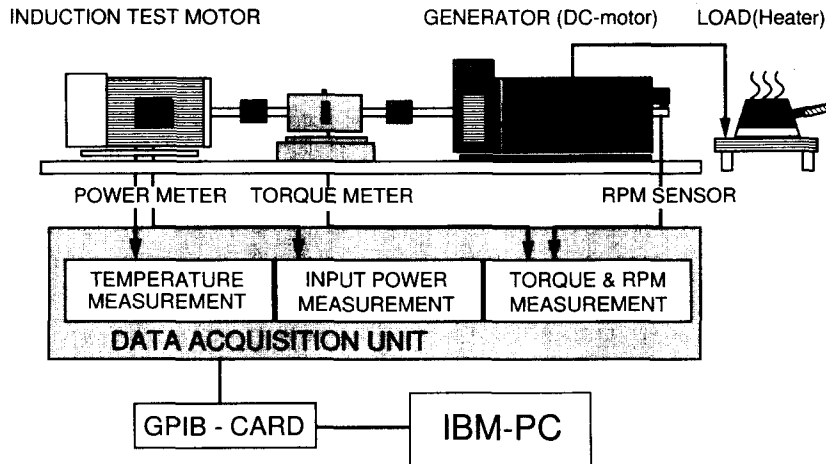 INDUCTION TEST MOTOR
GENERATOR (DC-motor)
LOAD(Heater)
POWER METER
TORQUE METER
RPM SENSOR
TEMPERATURE
MEASUREMENT
INPUT POWER
MEASUREMENT
TORQUE & RPM
MEASUREMENT
DATA ACQUISITION UNIT
GPIB - CARD
IBM-PC